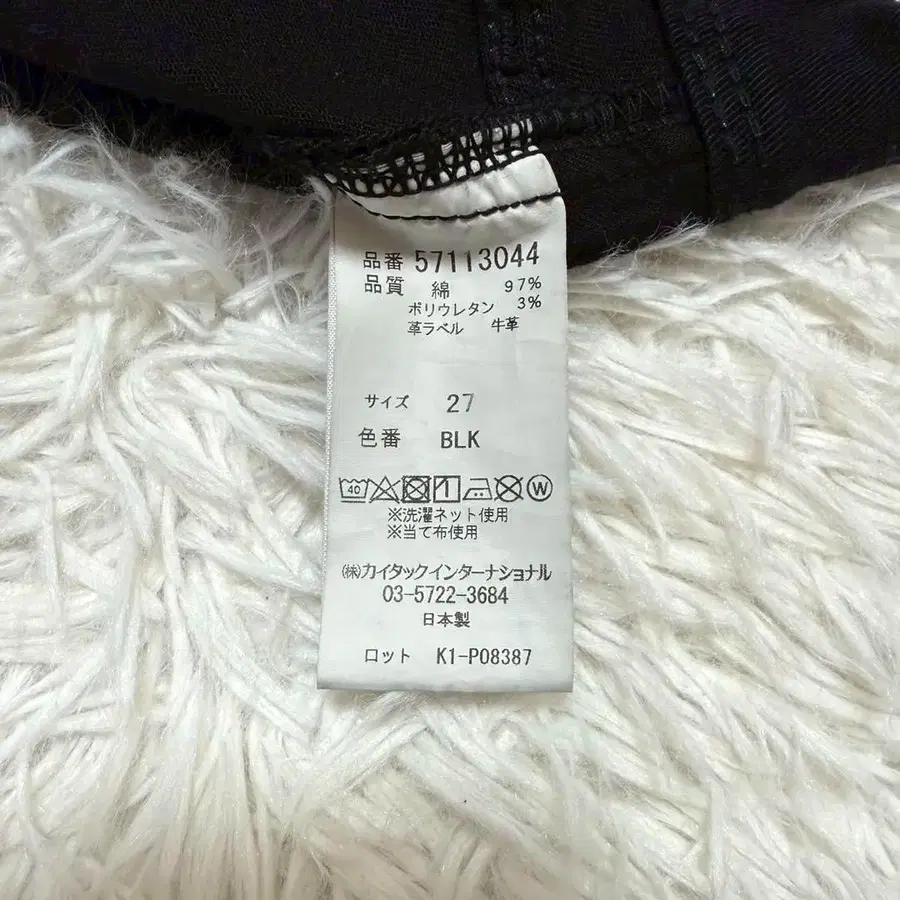 品番 57113044
品質 綿 97%
ポリウレタン 3%
革ラベル 牛革
サイズ 27
色番 BLK
40 W
※洗濯ネット使用
※当て布使用
㈱カイタックインターナショナル
03-5722-3684
日本製
ロット K1-P08387